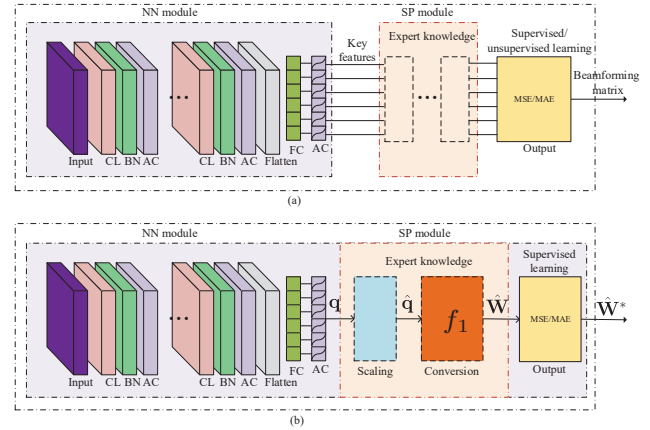 NN module
SP module
Expert knowledge
Supervised/
unsupervised learning
Key
features
Beamforming
matrix
MSE/MAE
...
...
Input
CL BN AC
CL BN AC Flatten
FC
AC
Output
(a)
NN module
SP module
Expert knowledge
Supervised
learning
q
q̂
Ŵ
Ŵ*
f₁
MSE/MAE
...
Input
CL BN AC
CL BN AC Flatten
FC AC
Scaling
Conversion
Output
(b)